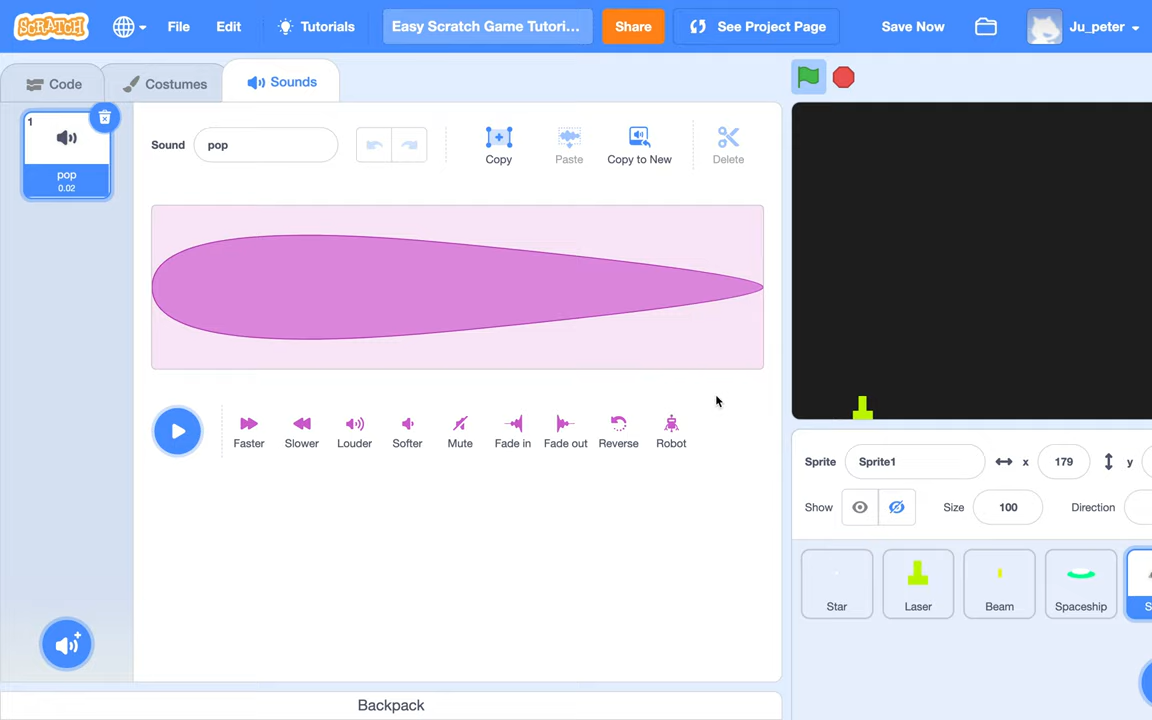 SCRATCH File Edit Tutorials Easy Scratch Game Tutori... Share See Project Page Save Now Ju_peter
Code Costumes Sounds
1
pop
0.02
Sound pop
Copy Paste Copy to New Delete
Faster Slower Louder Softer Mute Fade in Fade out Reverse Robot
Sprite Sprite1 x 179 y
Show Size 100 Direction
Star Laser Beam Spaceship S
Backpack